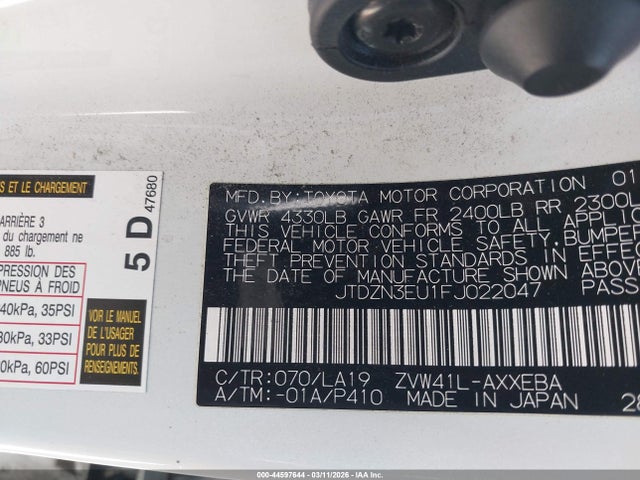 S ET LE CHARGEMENT
ARRIÈRE 3
du chargement ne
885 lb.
PRESSION DES
PNEUS À FROID
40kPa, 35PSI
33PSI
0kPa, 60PSI
5 D 47680
VOIR LE MANUEL
DE L'USAGER
POUR PLUS DE
RENSEIGNEMENTS
MFD. BY: TOYOTA MOTOR CORPORATION 01
GVWR 4330LB GAWR FR 2400LB RR 2300L
THIS VEHICLE CONFORMS TO ALL APPLIC
FEDERAL MOTOR VEHICLE SAFETY, BUMPER
THEFT PREVENTION STANDARDS IN EFFEC
THE DATE OF MANUFACTURE SHOWN ABOVE
JTDZN3EU1FJ022047 PASS
C/TR: 070/LA19 ZVW41L-AXXEBA
A/TM: -01A/P410 MADE IN JAPAN 28
000-44597644 - 03/11/2026 - IAA Inc.